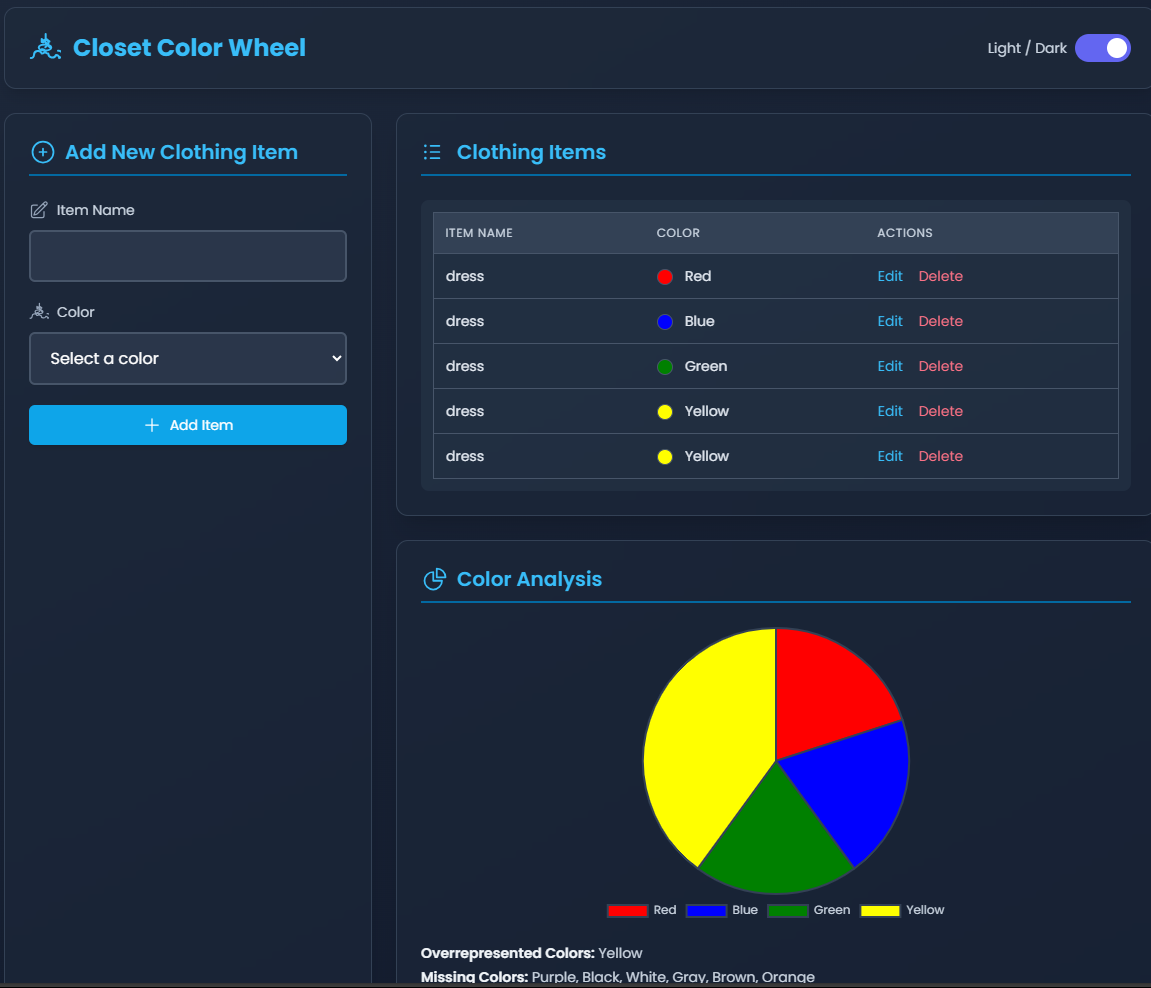 Closet Color Wheel
Light / Dark
Add New Clothing Item
Item Name
Color
Select a color
Add Item
Clothing Items
ITEM NAME COLOR ACTIONS
dress Red Edit Delete
dress Blue Edit Delete
dress Green Edit Delete
dress Yellow Edit Delete
dress Yellow Edit Delete
Color Analysis
Red Blue Green Yellow
Overrepresented Colors: Yellow
Missing Colors: Purple, Black, White, Gray, Brown, Orange